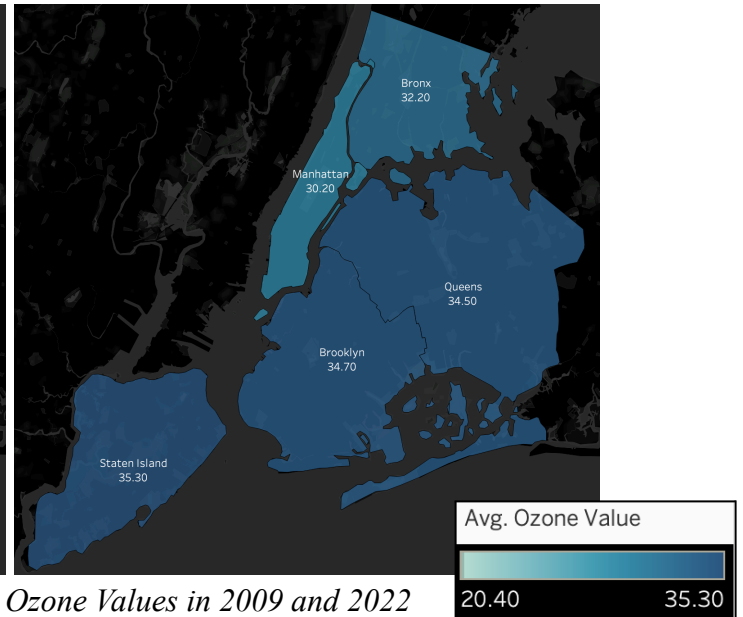 Bronx
32.20
Manhattan
30.20
Queens
34.50
Brooklyn
34.70
Staten Island
35.30
Avg. Ozone Value
20.40 35.30
Ozone Values in 2009 and 2022